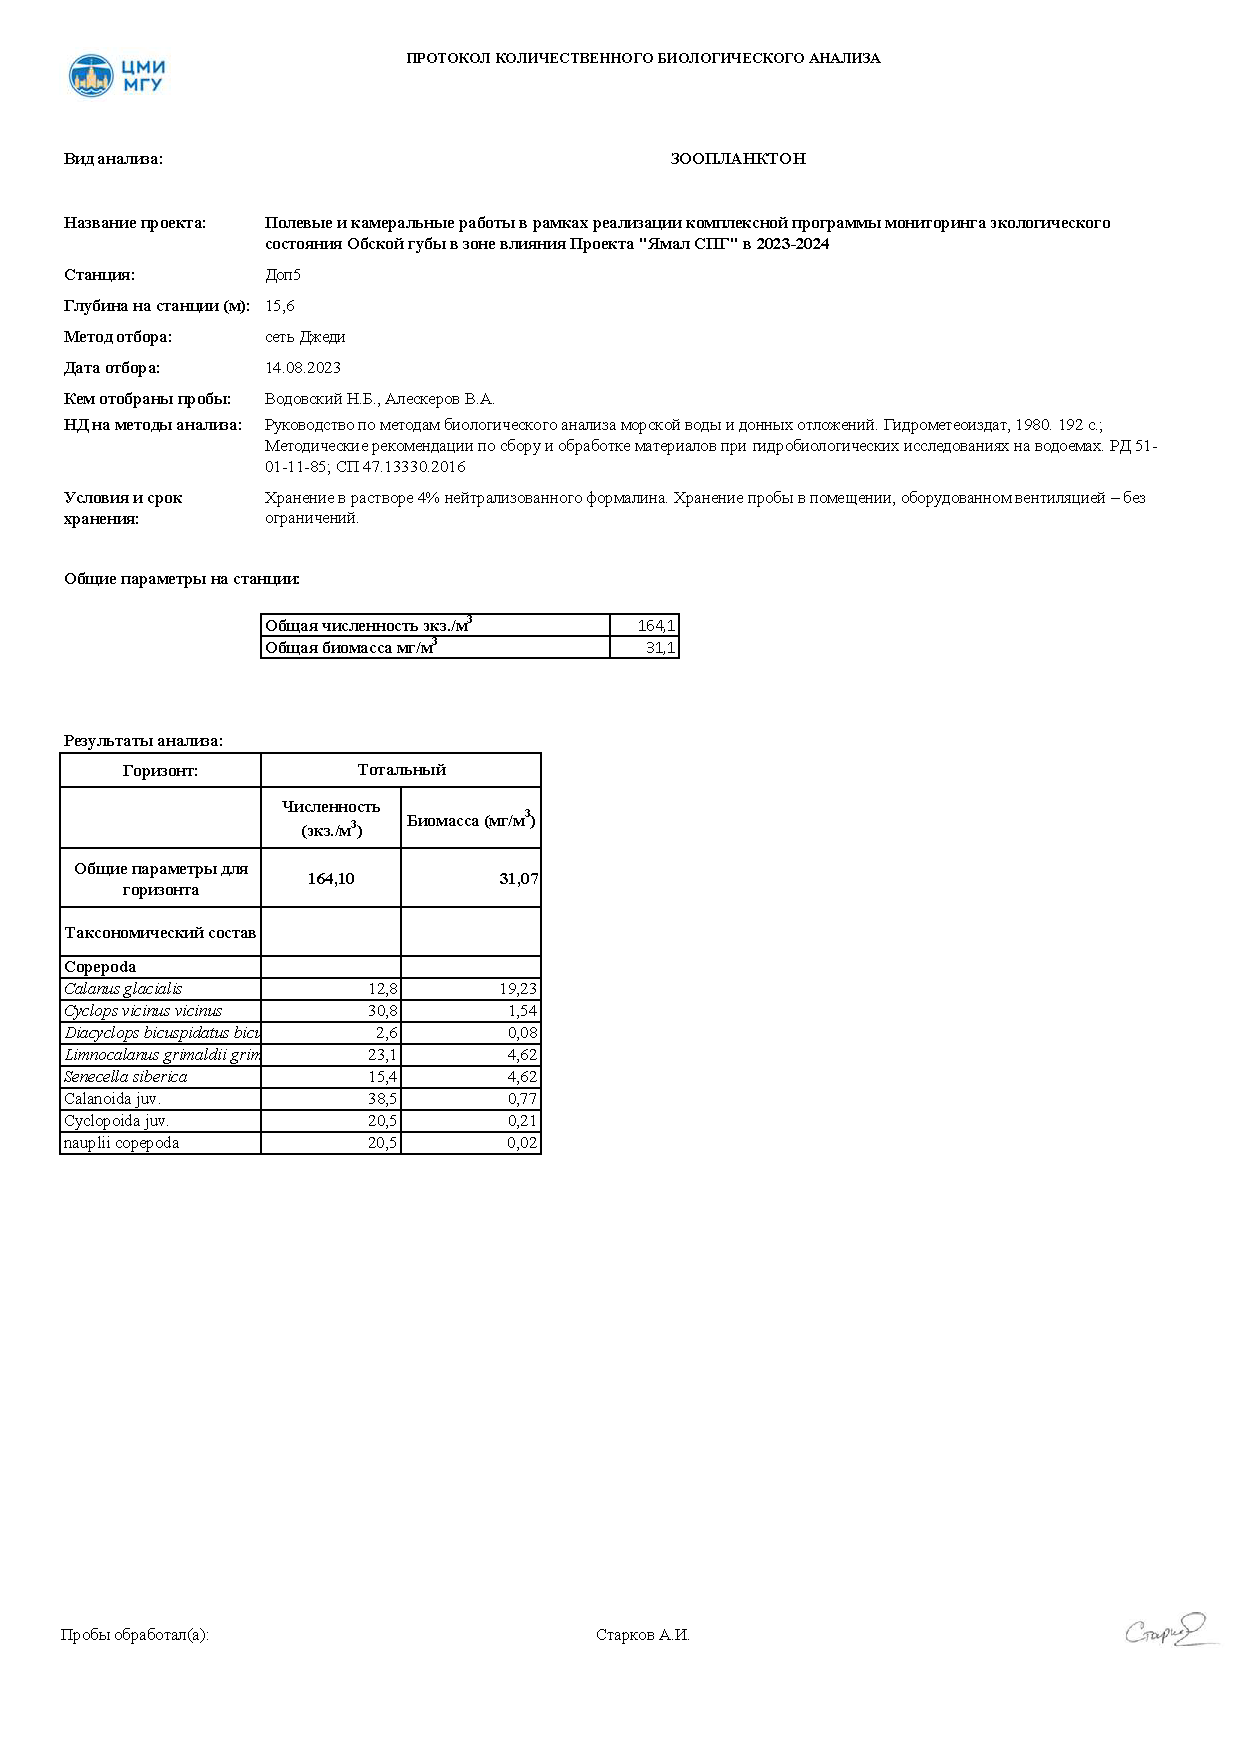 ЦМИ
МГУ
ПРОТОКОЛ КОЛИЧЕСТВЕННОГО БИОЛОГИЧЕСКОГО АНАЛИЗА
Вид анализа: ЗООПЛАНКТОН
Название проекта: Полевые и камеральные работы в рамках реализации комплексной программы мониторинга экологического
состояния Обской губы в зоне влияния Проекта "Ямал СПГ" в 2023-2024
Станция: Доп5
Глубина на станции (м): 15,6
Метод отбора: сеть Джеди
Дата отбора: 14.08.2023
Кем отобраны пробы: Водовский Н.Б., Алескеров В.А.
НД на методы анализа: Руководство по методам биологического анализа морской воды и донных отложений. Гидрометеоиздат, 1980. 192 с.;
Методические рекомендации по сбору и обработке материалов при гидробиологических исследованиях на водоемах. РД 51-
01-11-85; СП 47.13330.2016
Условия и срок Хранение в растворе 4% нейтрализованного формалина. Хранение пробы в помещении, оборудованном вентиляцией – без
хранения: ограничений.
Общие параметры на станции:
Общая численность экз./м³ 164,1
Общая биомасса мг/м³ 31,1
Результаты анализа:
Горизонт: Тотальный
Численность
(экз./м³) Биомасса (мг/м³)
Общие параметры для
горизонта 164,10 31,07
Таксономический состав
Copepoda
Calanus glacialis 12,8 19,23
Cyclops vicinus vicinus 30,8 1,54
Diacyclops bicuspidatus bicu 2,6 0,08
Limnocalanus grimaldii grim 23,1 4,62
Senecella siberica 15,4 4,62
Calanoida juv. 38,5 0,77
Cyclopoida juv. 20,5 0,21
nauplii copepoda 20,5 0,02
Пробы обработал(а): Старков А.И. Старков